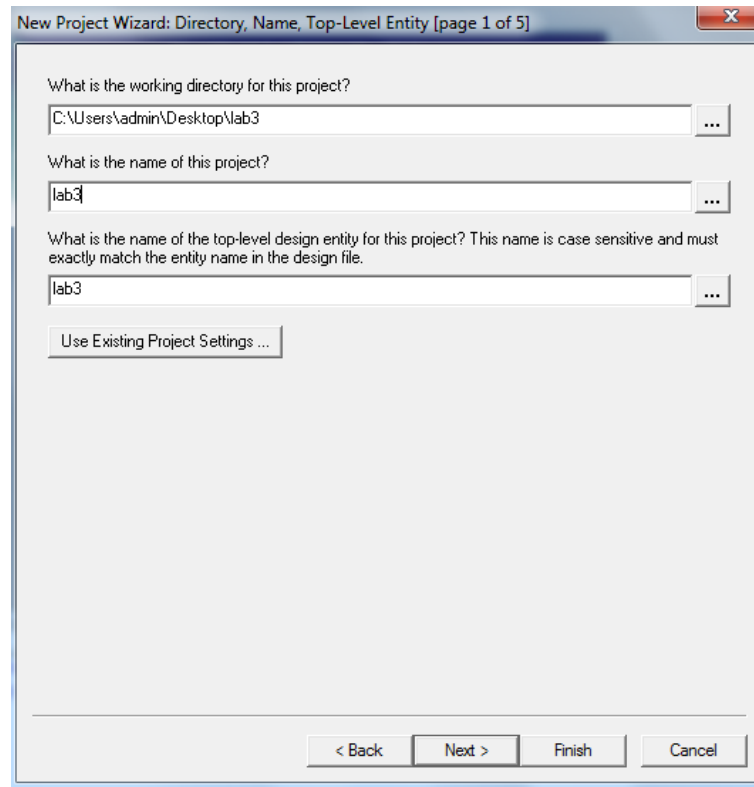 New Project Wizard: Directory, Name, Top-Level Entity [page 1 of 5]
What is the working directory for this project?
C:\Users\admin\Desktop\lab3
...
What is the name of this project?
lab3
...
What is the name of the top-level design entity for this project? This name is case sensitive and must
exactly match the entity name in the design file.
lab3
...
Use Existing Project Settings ...
< Back Next > Finish Cancel